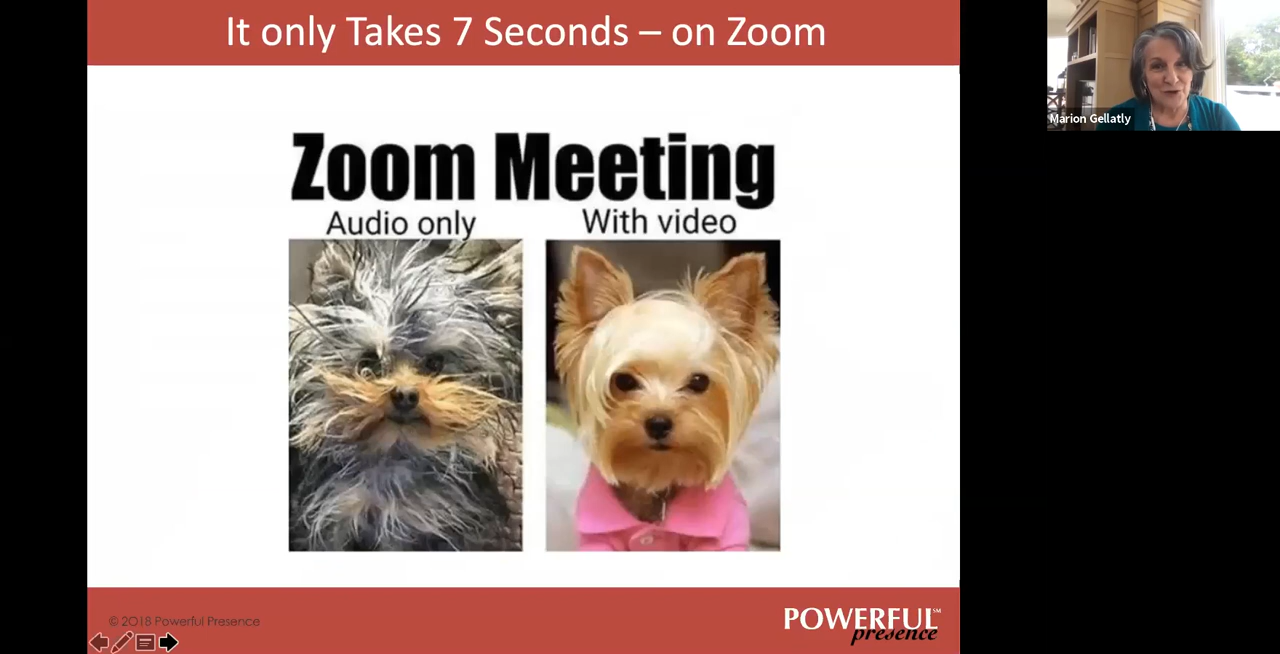 It only Takes 7 Seconds – on Zoom
Marion Gellatly
Zoom Meeting
Audio only
With video
© 2018 Powerful Presence
POWERFUL℠
presence